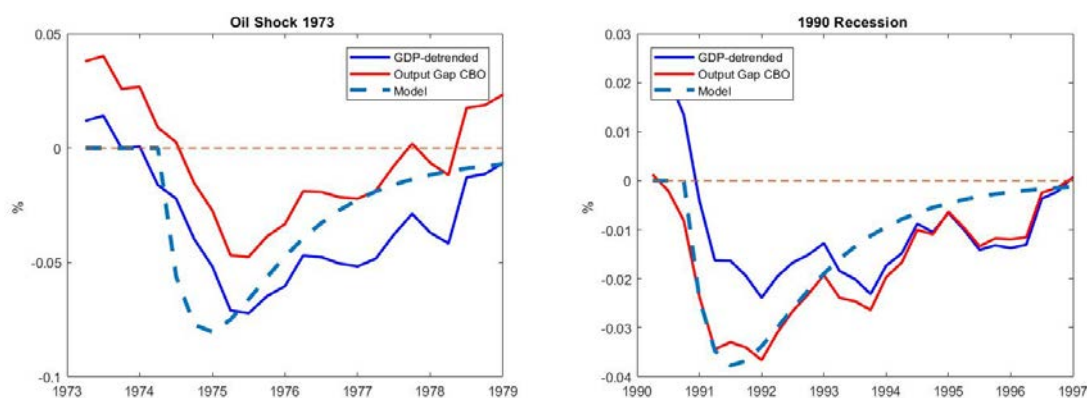 Oil Shock 1973
0.05
0
-0.05
-0.1
%
1973 1974 1975 1976 1977 1978 1979
GDP-detrended
Output Gap CBO
Model
1990 Recession
0.03
0.02
0.01
0
-0.01
-0.02
-0.03
-0.04
%
1990 1991 1992 1993 1994 1995 1996 1997
GDP-detrended
Output Gap CBO
Model